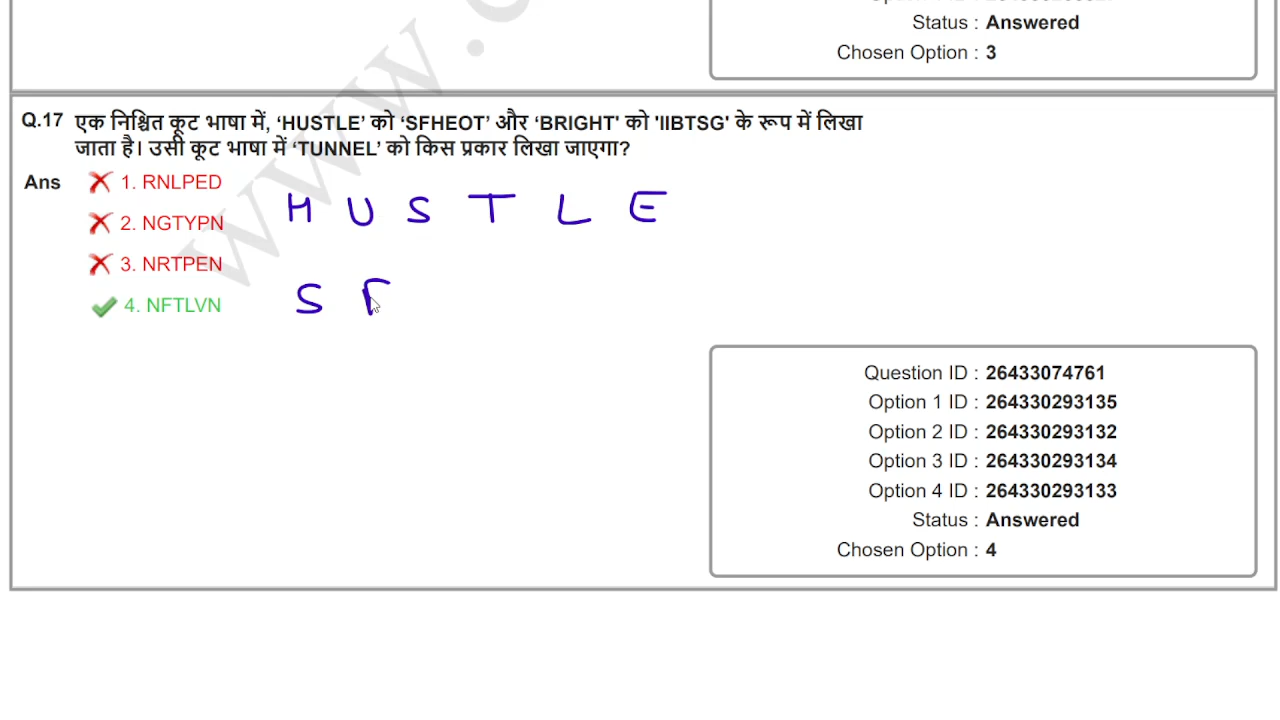 Status : Answered
Chosen Option : 3
Q.17 एक निश्चित कूट भाषा में, ‘HUSTLE’ को ‘SFHEOT’ और ‘BRIGHT' को 'IIBTSG' के रूप में लिखा
जाता है। उसी कूट भाषा में ‘TUNNEL’ को किस प्रकार लिखा जाएगा?
Ans 1. RNLPED
2. NGTYPN
3. NRTPEN
4. NFTLVN
H U S T L E
S F
Question ID : 26433074761
Option 1 ID : 264330293135
Option 2 ID : 264330293132
Option 3 ID : 264330293134
Option 4 ID : 264330293133
Status : Answered
Chosen Option : 4
www.